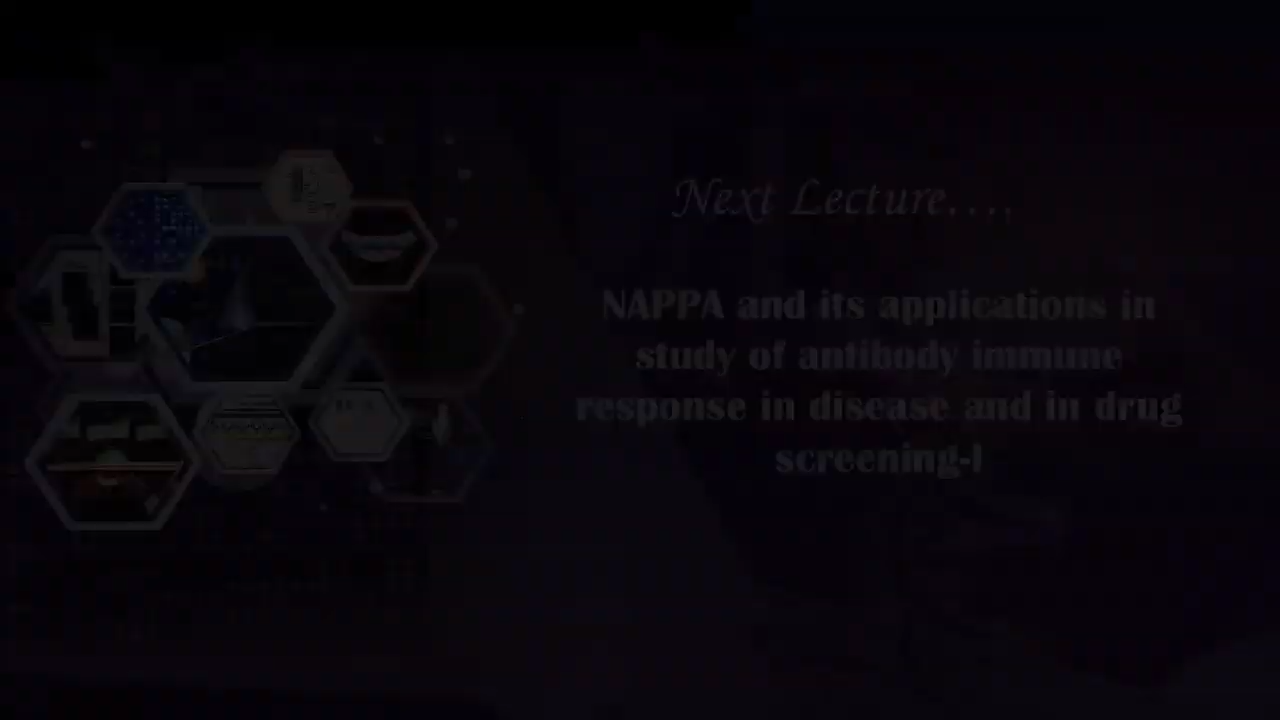 Next Lecture....
NAPPA and its applications in
study of antibody immune
response in disease and in drug
screening-I